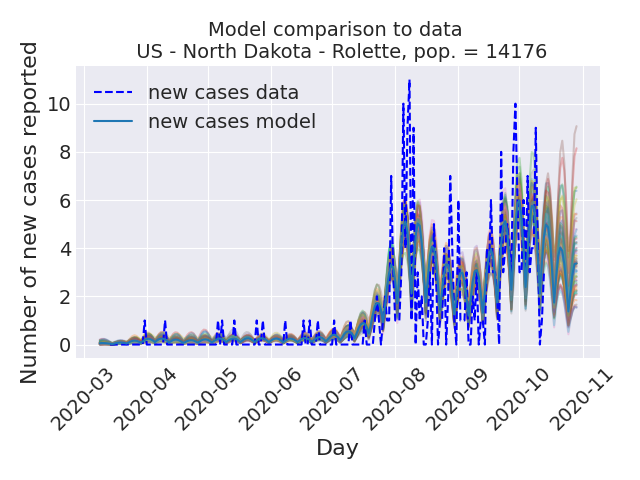 Model comparison to data
US - North Dakota - Rolette, pop. = 14176
Number of new cases reported
new cases data
new cases model
10
8
6
4
2
0
2020-03
2020-04
2020-05
2020-06
2020-07
2020-08
2020-09
2020-10
2020-11
Day